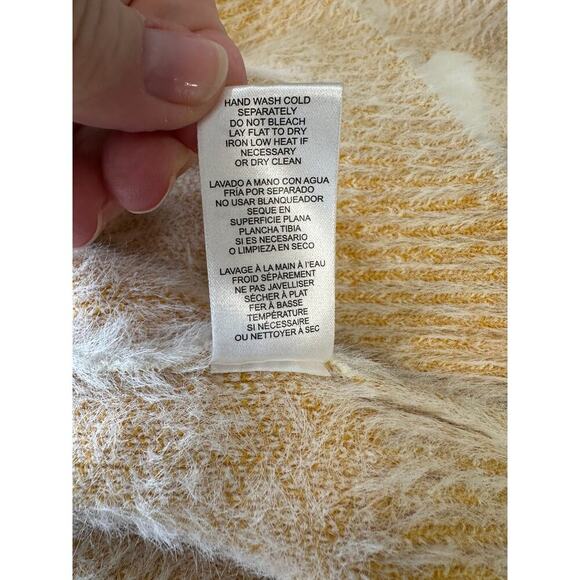 HAND WASH COLD
SEPARATELY
DO NOT BLEACH
LAY FLAT TO DRY
IRON LOW HEAT IF
NECESSARY
OR DRY CLEAN
LAVADO A MANO CON AGUA
FRÍA POR SEPARADO
NO USAR BLANQUEADOR
SEQUE EN
SUPERFICIE PLANA
PLANCHA TIBIA
SI ES NECESARIO
O LIMPIEZA EN SECO
LAVAGE À LA MAIN À L'EAU
FROID SÉPÀREMENT
NE PAS JAVELLISER
SÉCHER À PLAT
FER À BASSE
TEMPÉRATURE
SI NÉCESSAIRE
OU NETTOYER À SEC